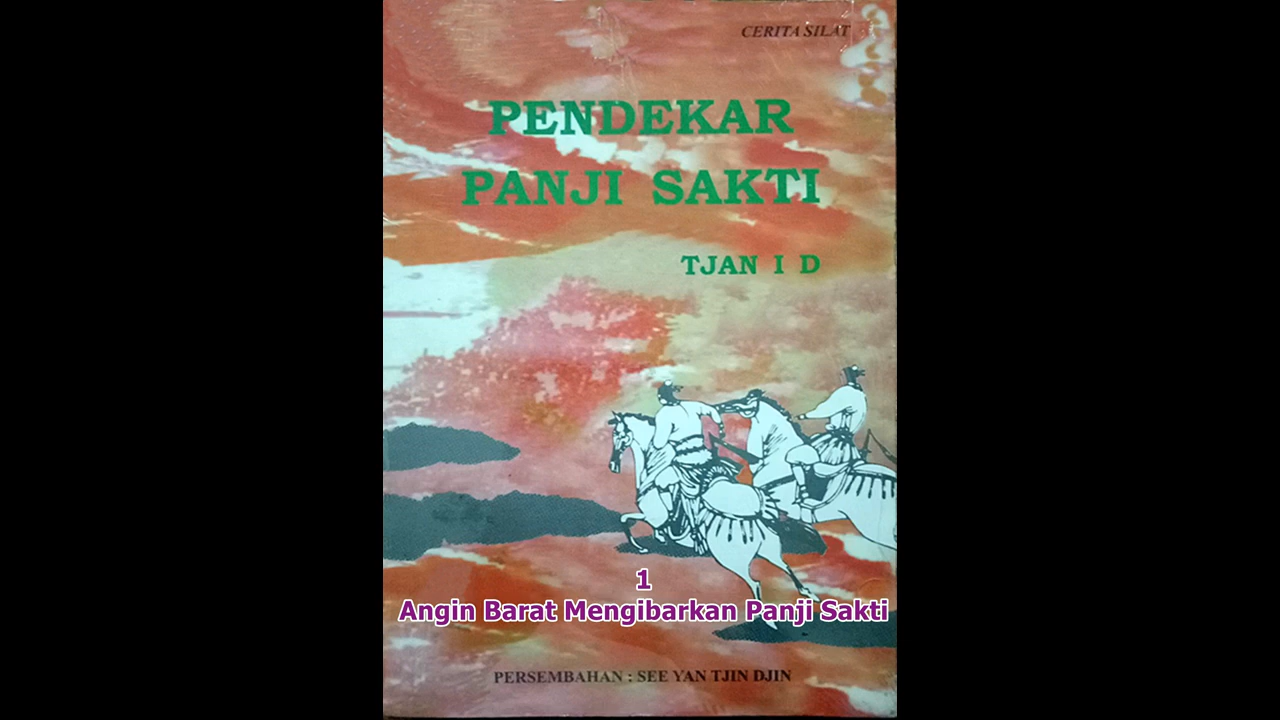 CERITA SILAT
PENDEKAR
PANJI SAKTI
TJAN I D
1
Angin Barat Mengibarkan Panji Sakti
PERSEMBAHAN : SEE YAN TJIN DJIN